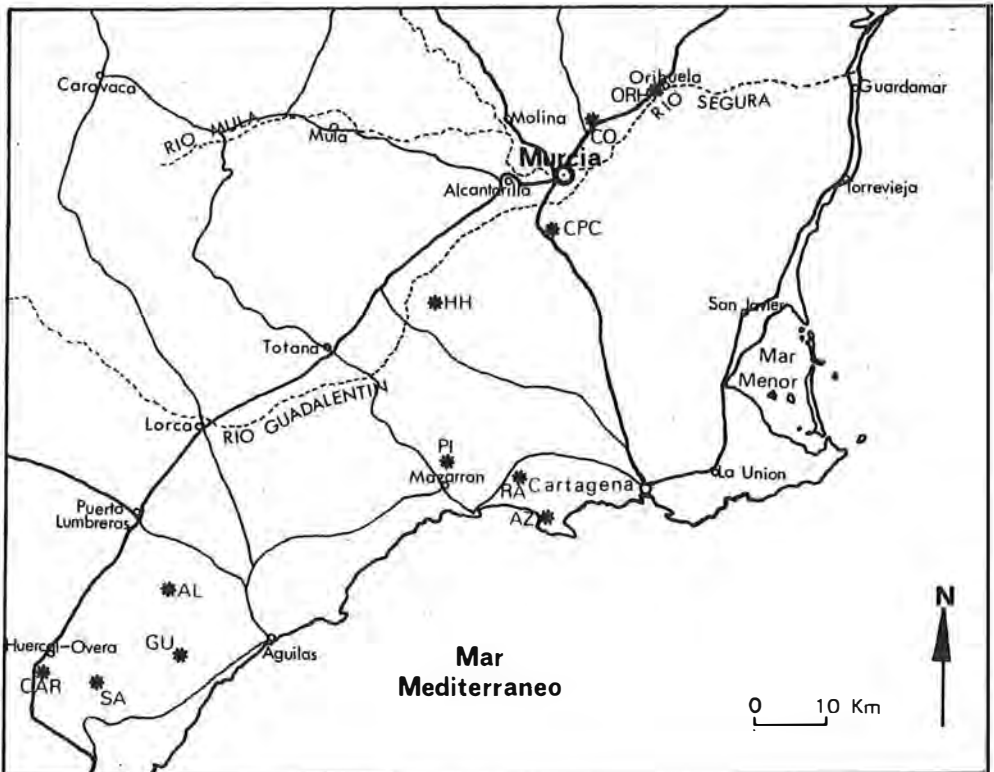 Caravaca
Orihuela
ORH
Guardamar
RIO SEGURA
Molina
CO
RIO MULA
Mula
Murcia
Alcantarilla
Torrevieja
CPC
HH
San Javier
Totana
Mar
Menor
RIO GUADALENTIN
Lorca
PI
La Union
Mazarron
RA
Cartagena
AZ
Puerto
Lumbreras
AL
N
Huercal-Overa
GU
Aguilas
Mar
Mediterraneo
CAR
SA
0 10 Km